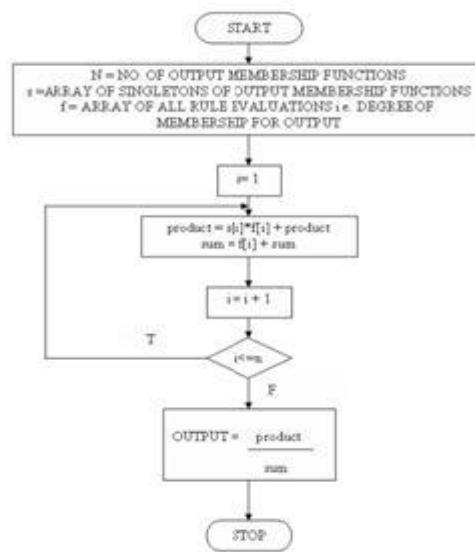 START
N = NO. OF OUTPUT MEMBERSHIP FUNCTIONS
s =ARRAY OF SINGLETONS OF OUTPUT MEMBERSHIP FUNCTIONS
f = ARRAY OF ALL RULE EVALUATIONS i.e. DEGREE OF
MEMBERSHIP FOR OUTPUT
i= 1
product = s[i]*f[i] + product
sum = f[i] + sum
i = i + 1
T
i<=n
F
OUTPUT = product
sum
STOP